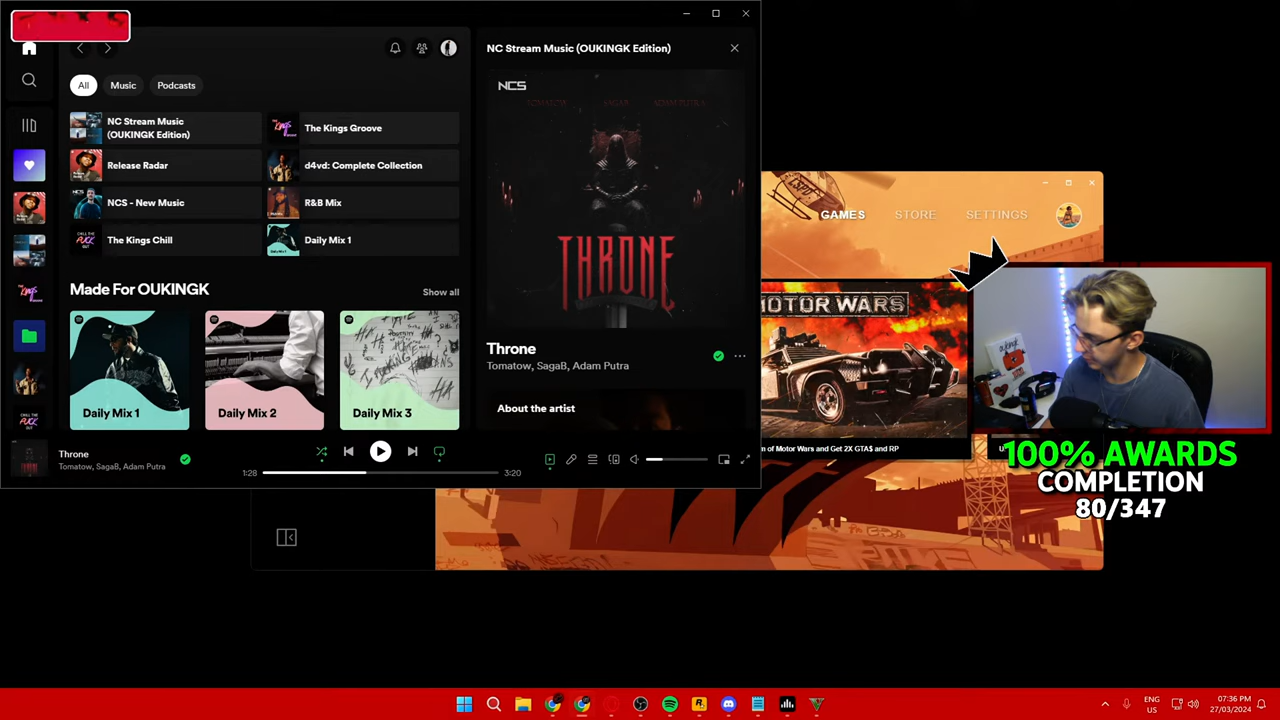 NC Stream Music (OUKINGK Edition)
All
Music
Podcasts
NC Stream Music
(OUKINGK Edition)
The Kings Groove
Release Radar
d4vd: Complete Collection
NCS - New Music
R&B Mix
The Kings Chill
Daily Mix 1
Made For OUKINGK
Show all
Daily Mix 1
Daily Mix 2
Daily Mix 3
NCS
TOMATOW SAGAB ADAM PUTRA
THRONE
Throne
Tomatow, SagaB, Adam Putra
About the artist
Throne
Tomatow, SagaB, Adam Putra
1:28
3:20
GAMES
STORE
SETTINGS
MOTOR WARS
m of Motor Wars and Get 2X GTA$ and RP
100% AWARDS
COMPLETION
80/347
ENG
US
07:36 PM
27/03/2024